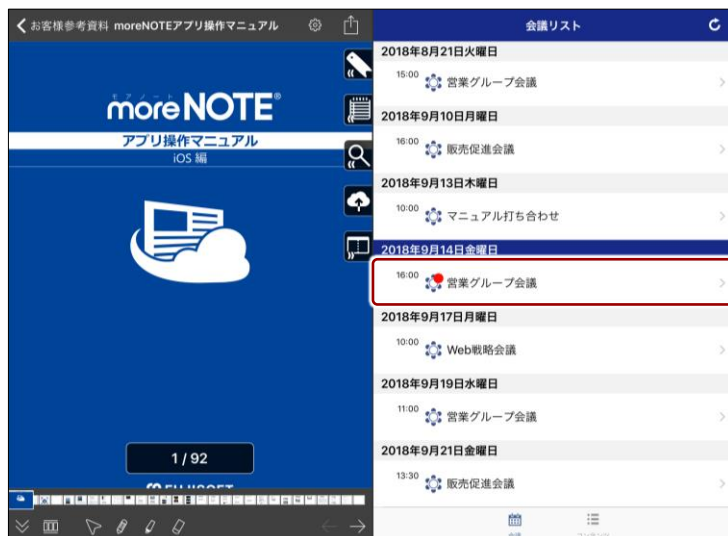 お客様参考資料 moreNOTEアプリ操作マニュアル
モアノート
moreNOTE®
アプリ操作マニュアル
iOS 編
1 / 92
会議リスト
2018年8月21日火曜日
15:00 営業グループ会議
2018年9月10日月曜日
16:00 販売促進会議
2018年9月13日木曜日
10:00 マニュアル打ち合わせ
2018年9月14日金曜日
16:00 営業グループ会議
2018年9月17日月曜日
10:00 Web戦略会議
2018年9月19日水曜日
11:00 営業グループ会議
2018年9月21日金曜日
13:30 販売促進会議
会議